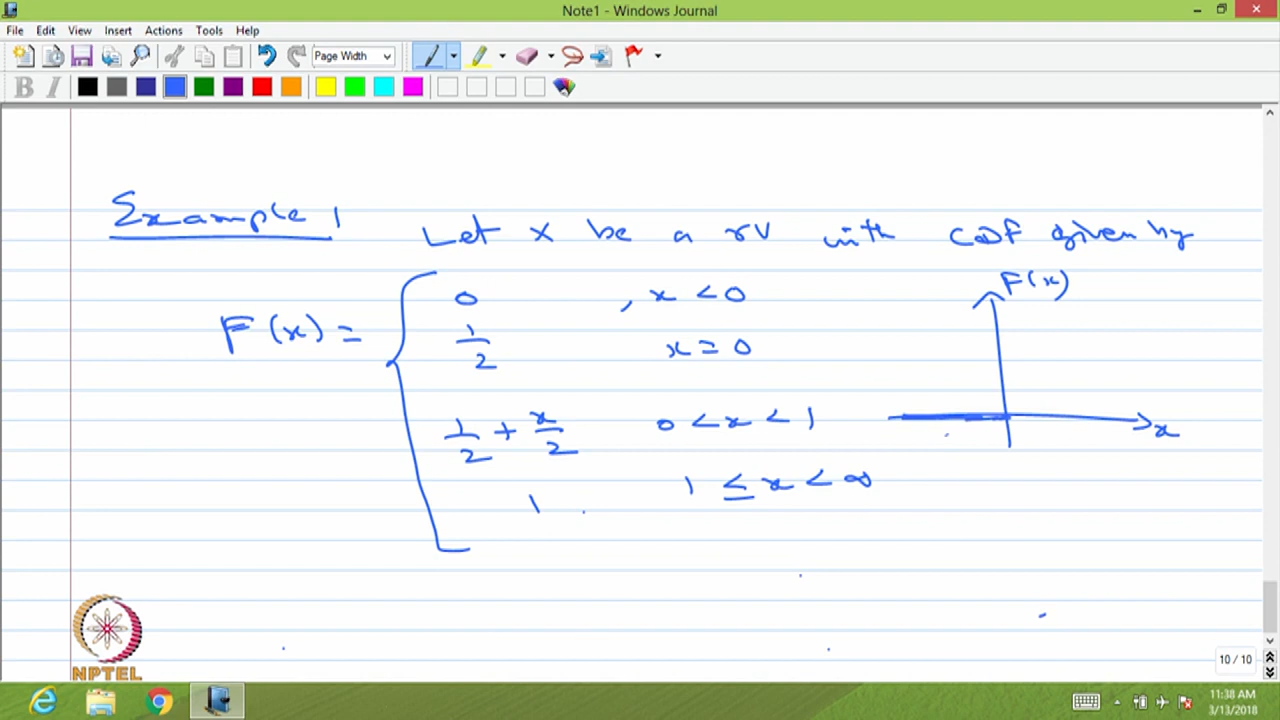 Note1 - Windows Journal
File Edit View Insert Actions Tools Help
Page Width
B I
Example 1 Let X be a rv with CDF given by
F(x) =
0 , x < 0
1/2 x = 0
1/2 + x/2 0 < x < 1
1 1 ≤ x < ∞
F(x)
x
NPTEL
10 / 10
11:38 AM
3/13/2018